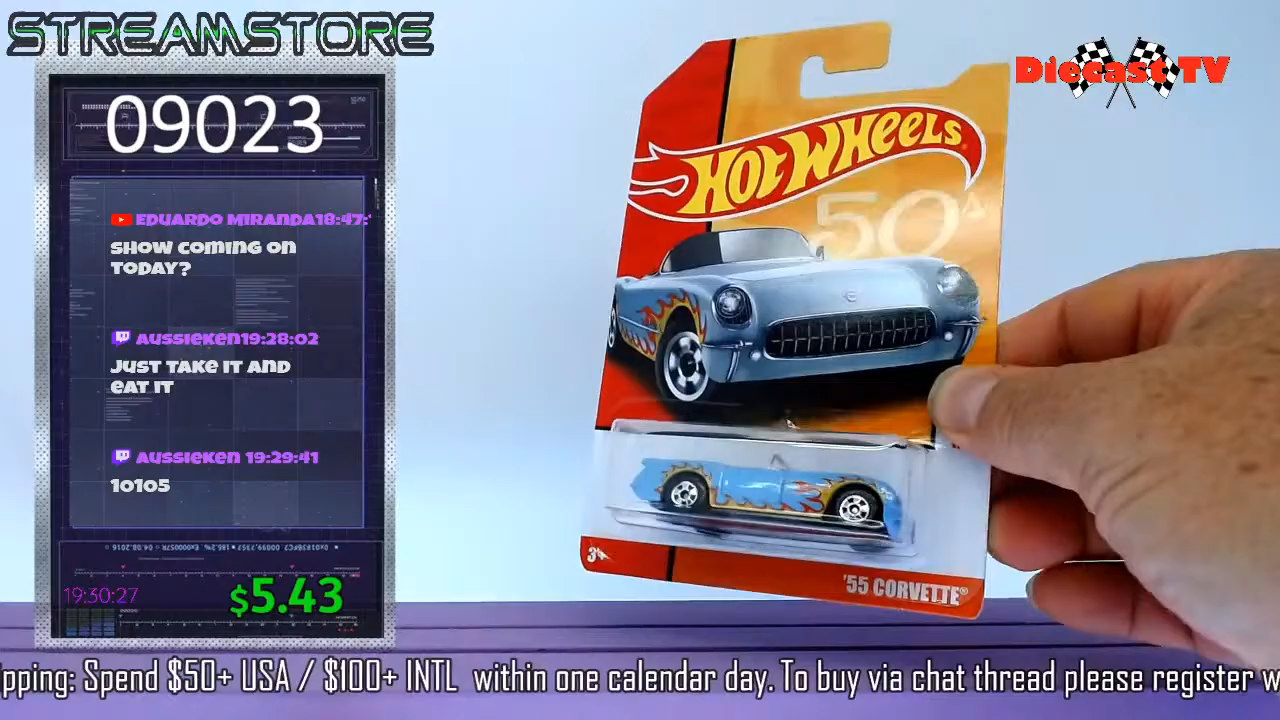 STREAMSTORE
09023
EDUARDO MIRANDA18:47:
SHOW COMING ON
TODAY?
AUSSIEKEN19:28:02
JUST TAKE IT AND
EAT IT
AUSSIEKEN 19:29:41
10105
19:30:27
$5.43
Diecast TV
HOT WHEELS
50
3+
'55 CORVETTE®
pping: Spend $50+ USA / $100+ INTL within one calendar day. To buy via chat thread please register w